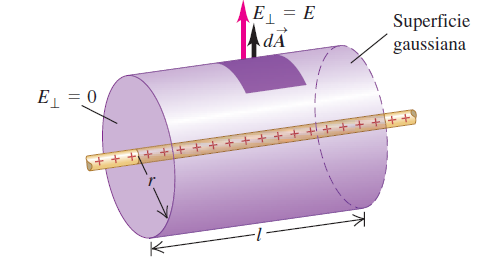 E⊥ = E
dA⃗
Superficie
gaussiana
E⊥ = 0
+ + + + + + + + + + + + + + + + + + + + + + + +
r
l